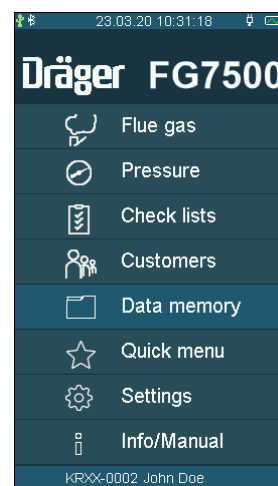 23.03.20 10:31:18
Dräger FG7500
Flue gas
Pressure
Check lists
Customers
Data memory
Quick menu
Settings
Info/Manual
KRXX-0002 John Doe